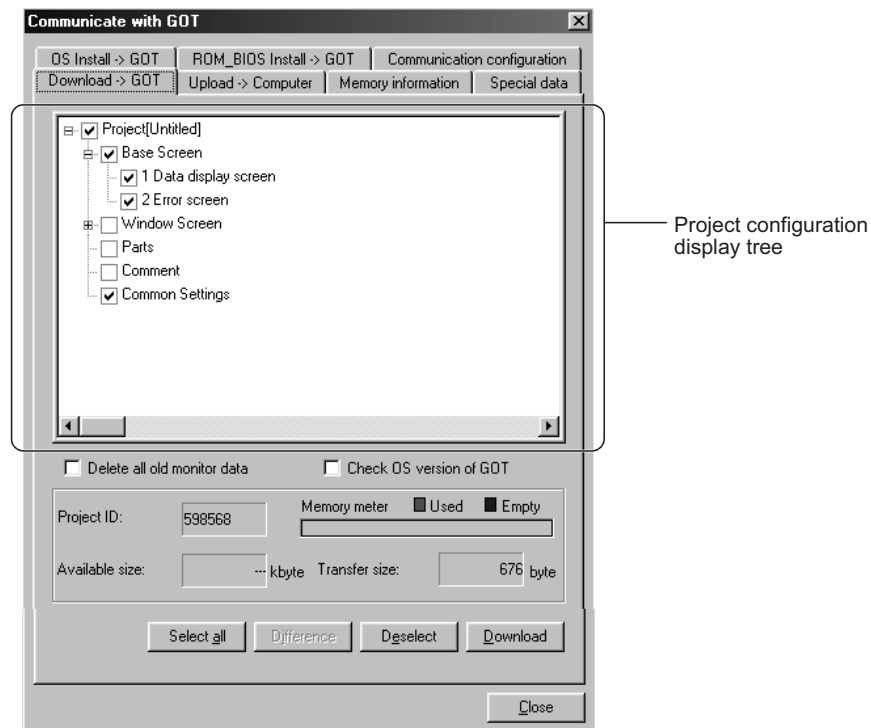 Communicate with GOT
OS Install -> GOT
ROM_BIOS Install -> GOT
Communication configuration
Download -> GOT
Upload -> Computer
Memory information
Special data
Project[Untitled]
Base Screen
1 Data display screen
2 Error screen
Window Screen
Parts
Comment
Common Settings
Project configuration
display tree
Delete all old monitor data
Check OS version of GOT
Project ID:
598568
Memory meter
Used
Empty
Available size:
--- kbyte
Transfer size:
676 byte
Select all
Difference
Deselect
Download
Close